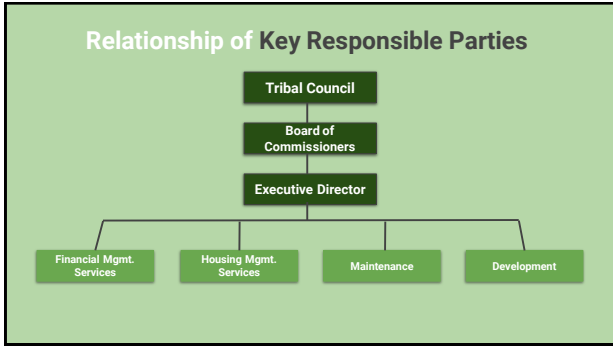 Relationship of Key Responsible Parties
Tribal Council
Board of
Commissioners
Executive Director
Financial Mgmt.
Services
Housing Mgmt.
Services
Maintenance
Development